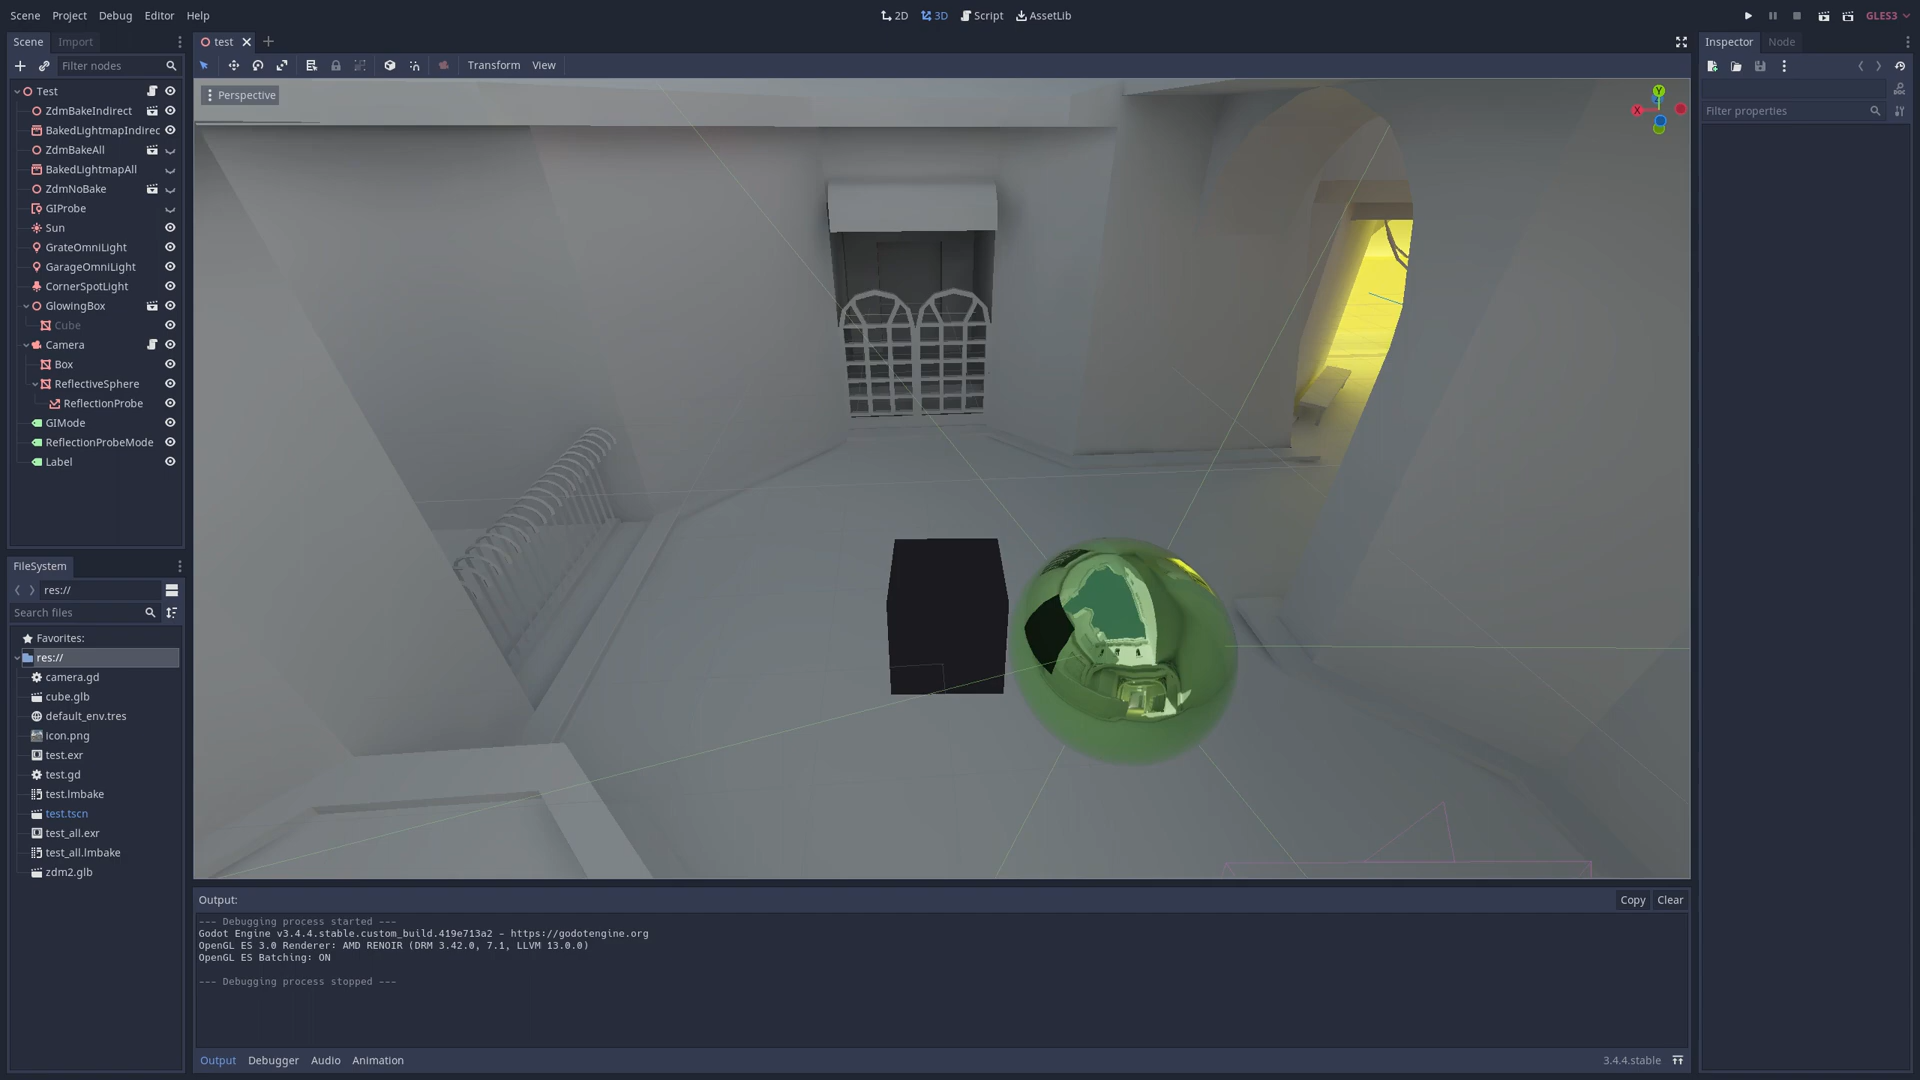 Scene Project Debug Editor Help
2D 3D Script AssetLib
GLES3
Scene Import
test
Inspector Node
Filter nodes
Transform View
Perspective
Filter properties
Test
ZdmBakeIndirect
BakedLightmapIndirec
ZdmBakeAll
BakedLightmapAll
ZdmNoBake
GIProbe
Sun
GrateOmniLight
GarageOmniLight
CornerSpotLight
GlowingBox
Cube
Camera
Box
ReflectiveSphere
ReflectionProbe
GIMode
ReflectionProbeMode
Label
Y
X
DOC
FileSystem
res://
Search files
Favorites:
res://
camera.gd
cube.glb
default_env.tres
icon.png
test.exr
test.gd
test.lmbake
test.tscn
test_all.exr
test_all.lmbake
zdm2.glb
Output:
Copy Clear
--- Debugging process started ---
Godot Engine v3.4.4.stable.custom_build.419e713a2 - https://godotengine.org
OpenGL ES 3.0 Renderer: AMD RENOIR (DRM 3.42.0, 7.1, LLVM 13.0.0)
OpenGL ES Batching: ON
--- Debugging process stopped ---
Output Debugger Audio Animation
3.4.4.stable